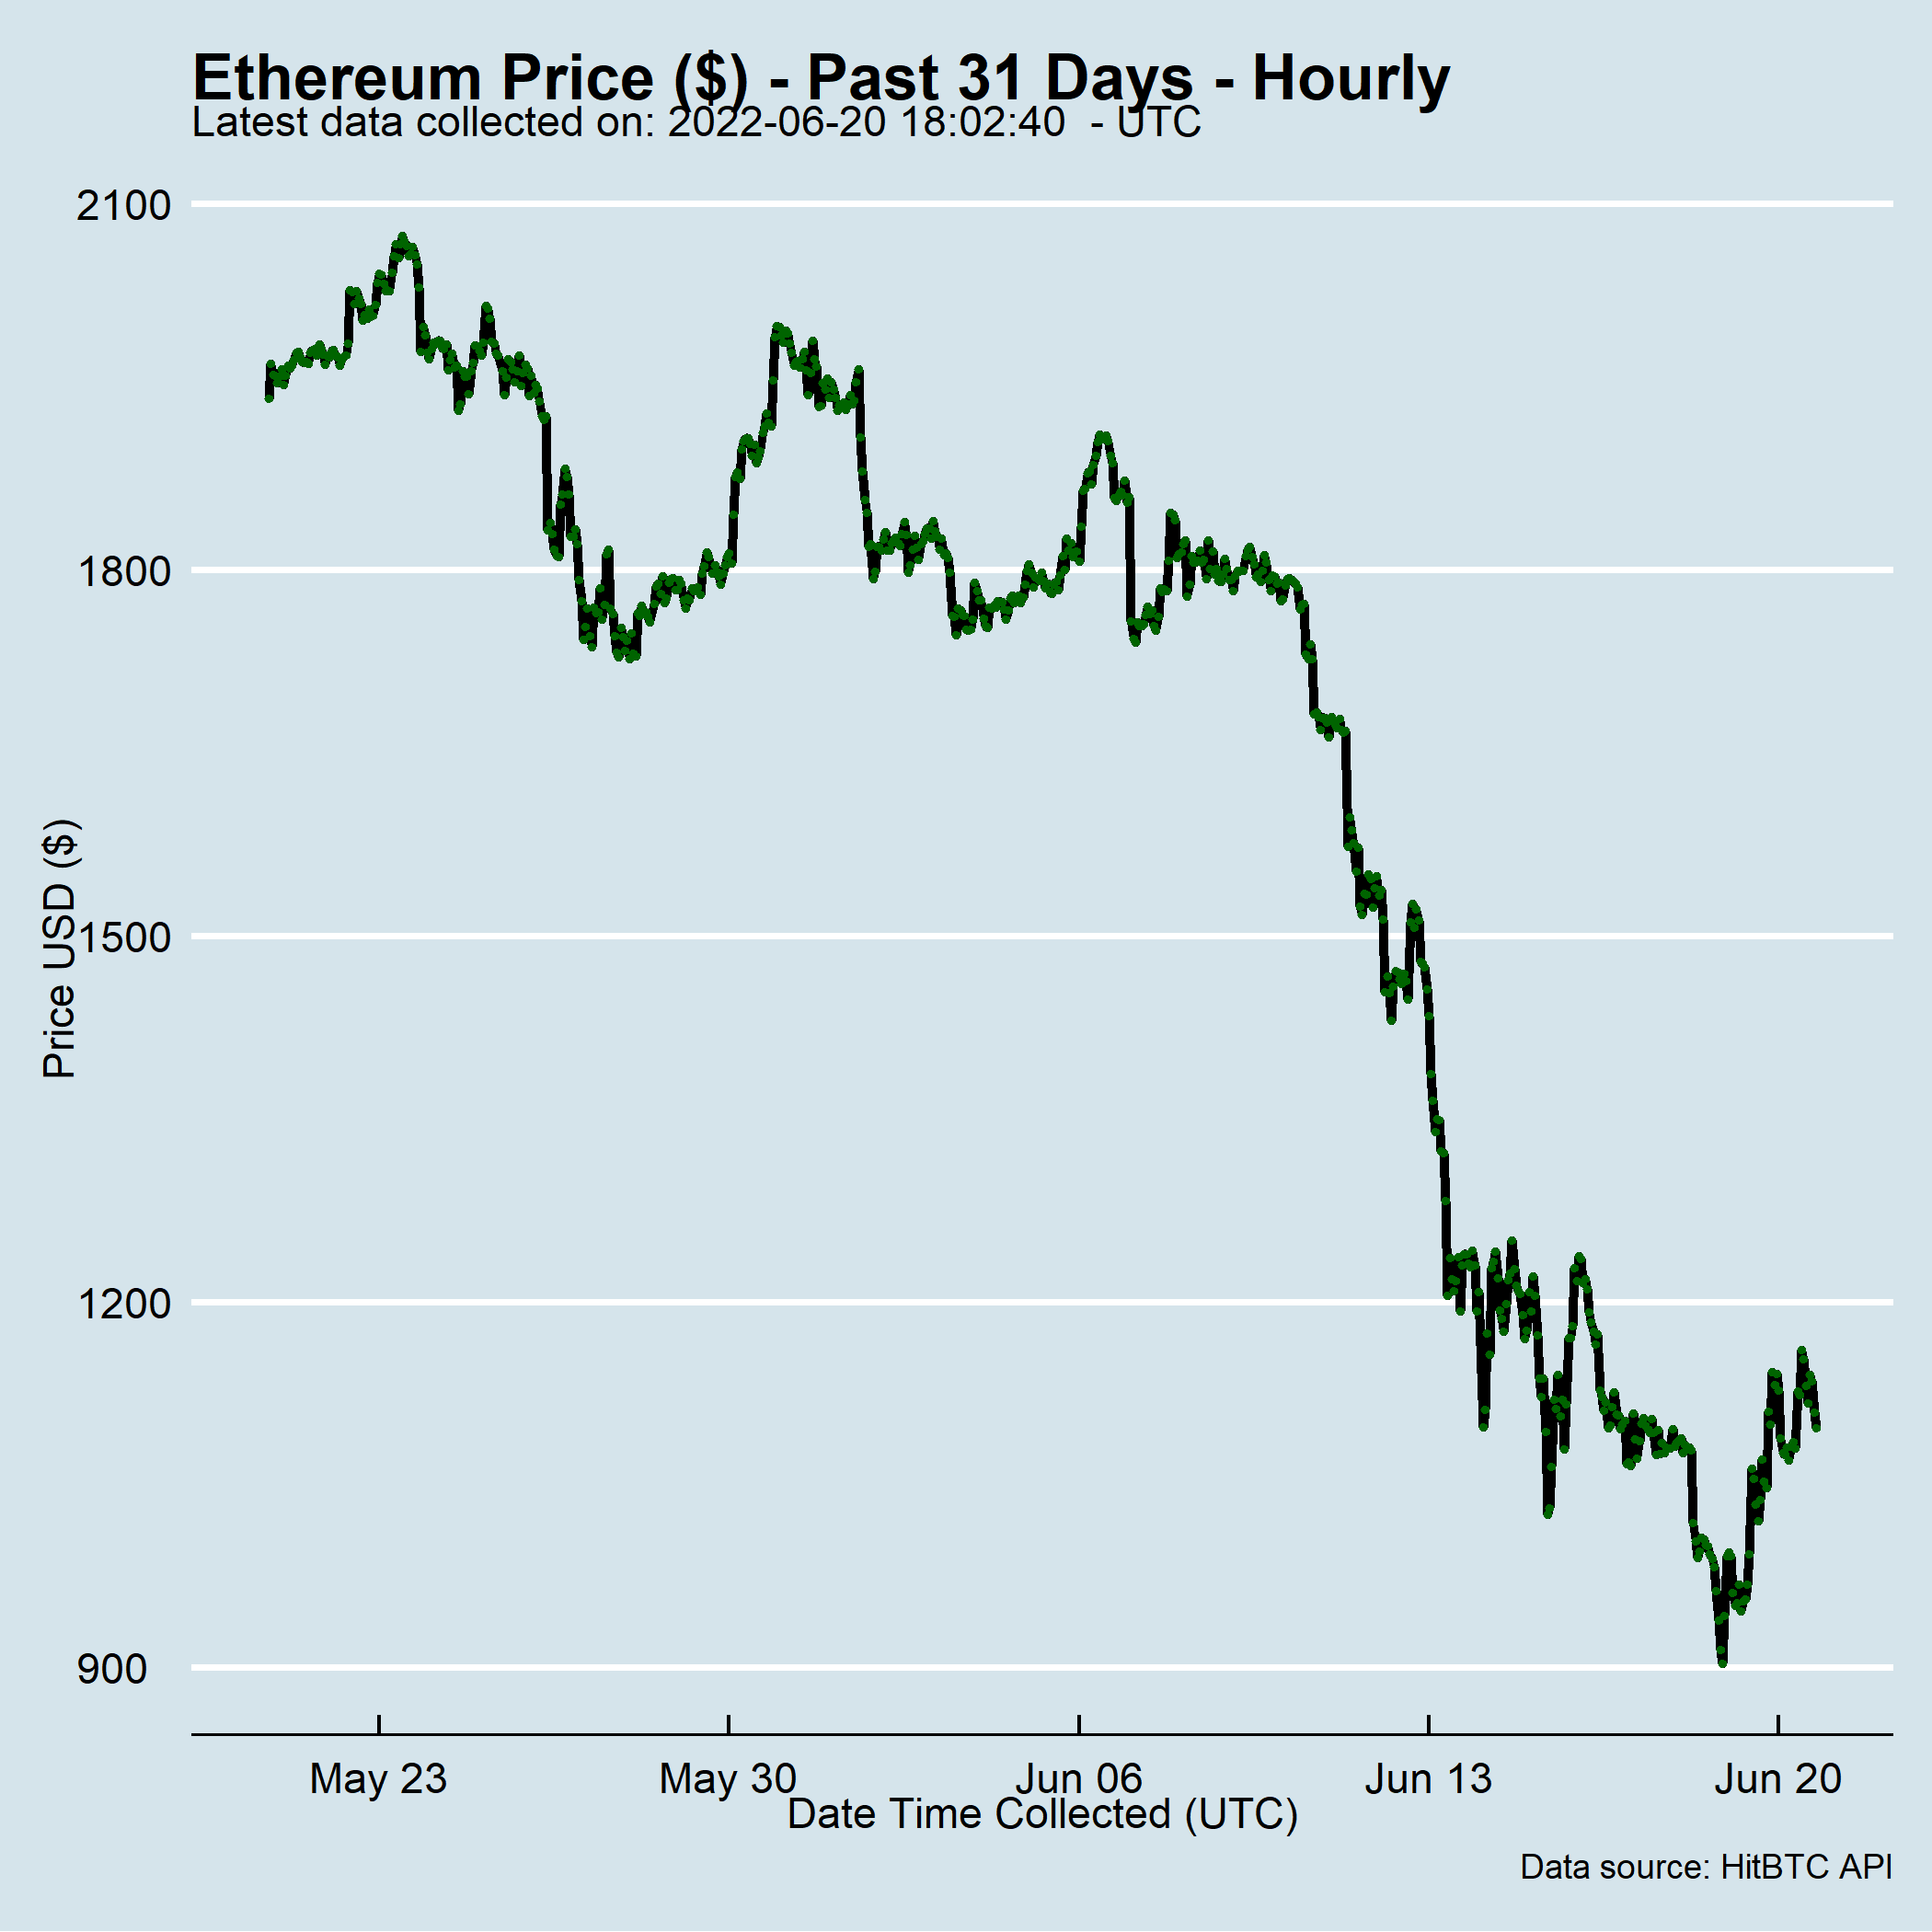 Ethereum Price ($) - Past 31 Days - Hourly
Latest data collected on: 2022-06-20 18:02:40  - UTC
2100
1800
1500
1200
900
Price USD ($)
May 23 May 30 Jun 06 Jun 13 Jun 20
Date Time Collected (UTC)
Data source: HitBTC API